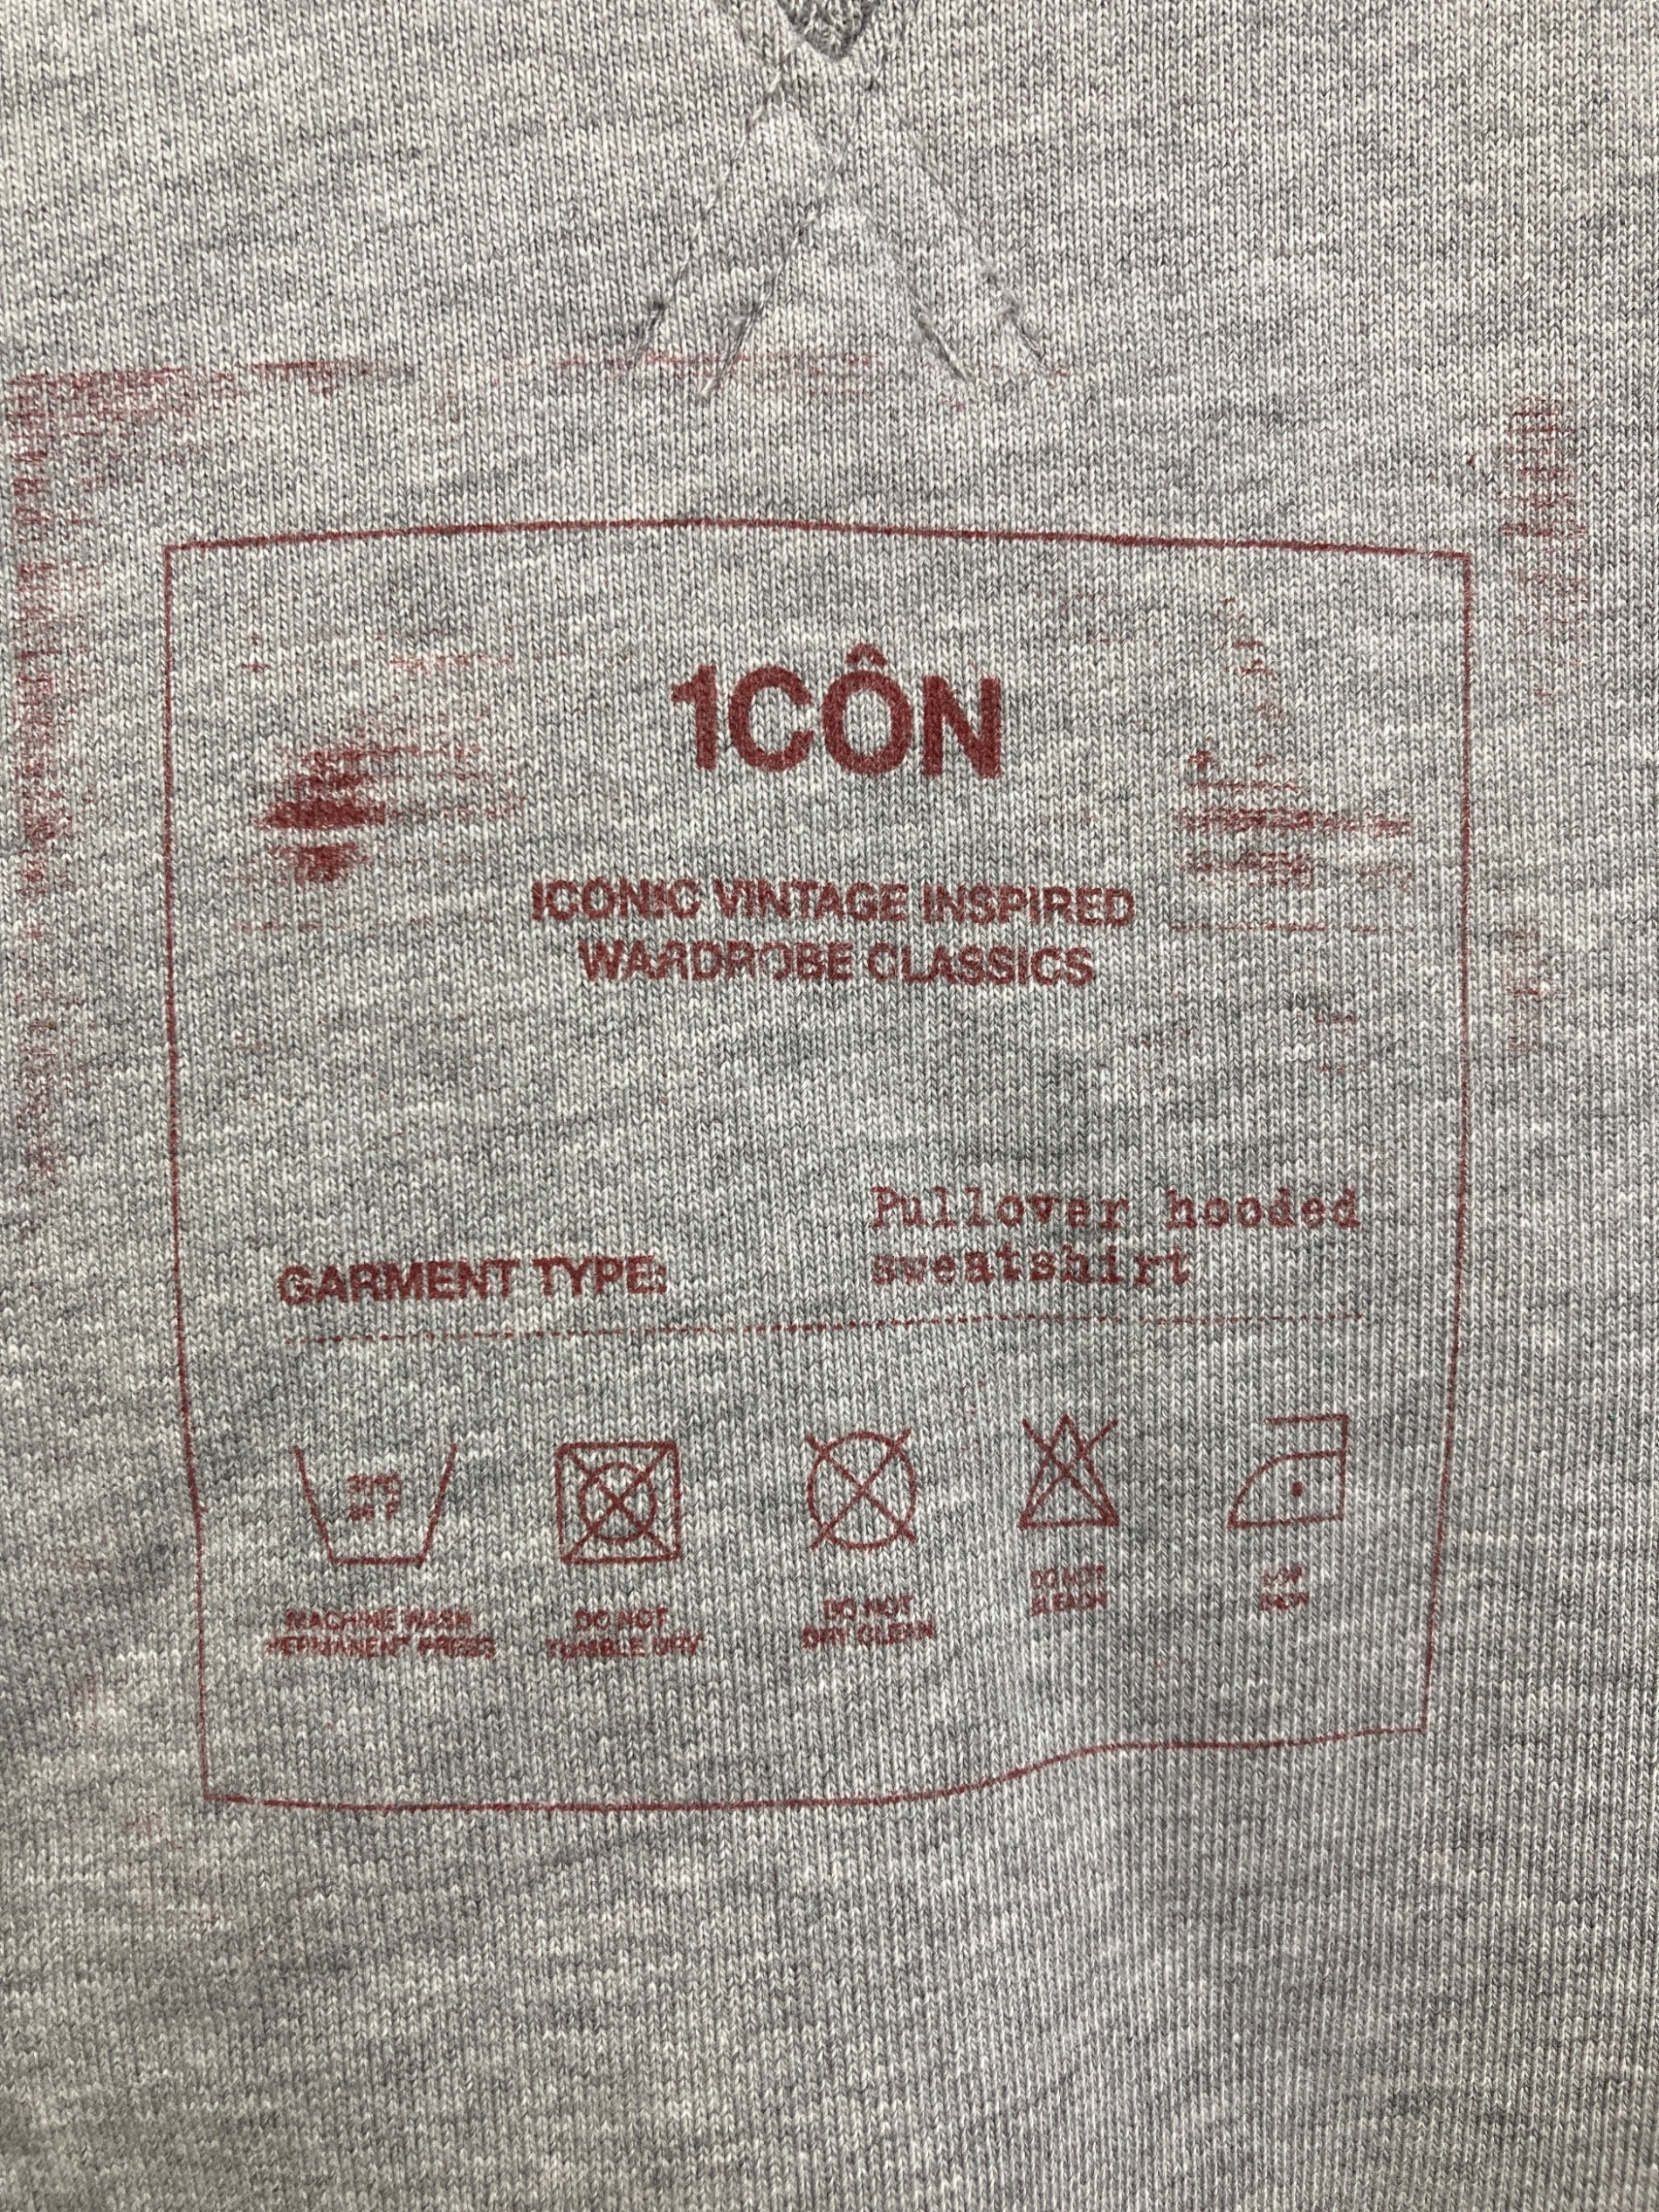 1CÔN
ICONIC VINTAGE INSPIRED
WARDROBE CLASSICS
Pullover hooded
sweatshirt
GARMENT TYPE:
MACHINE WASH
PERMANENT PRESS
DO NOT
TUMBLE DRY
DO NOT
DRY CLEAN
DO NOT
BLEACH